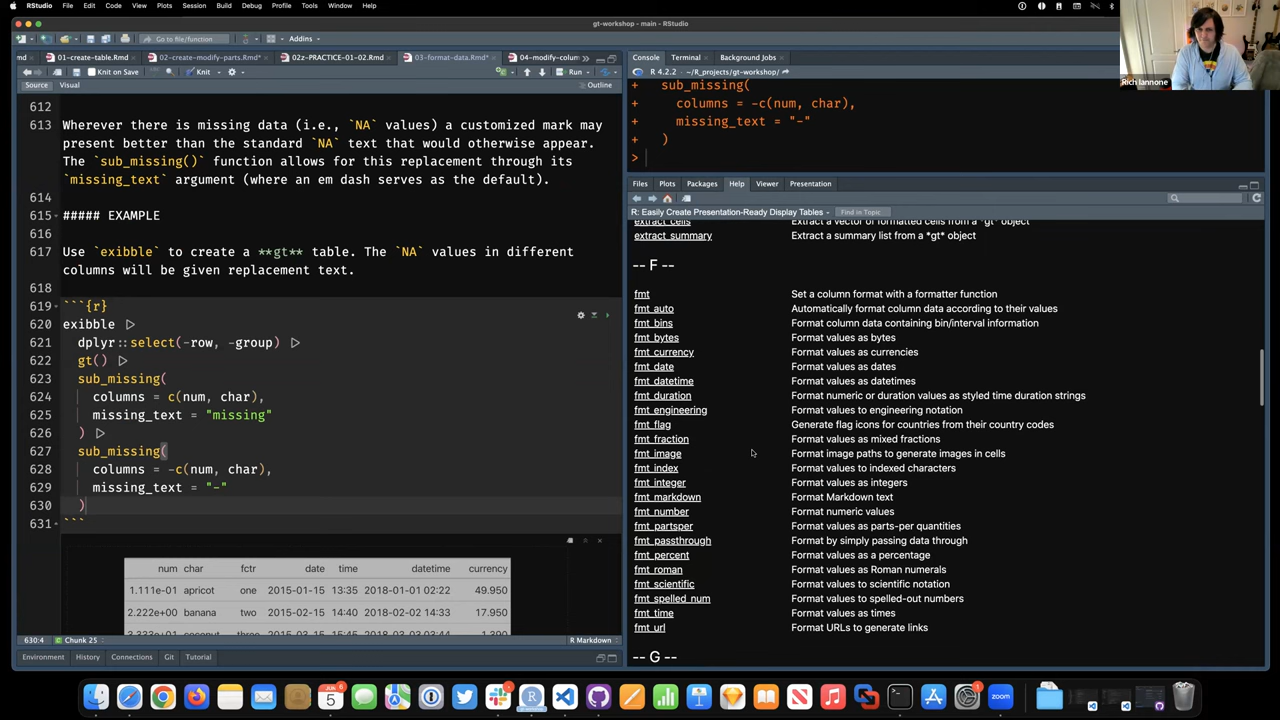 RStudio File Edit Code View Plots Session Build Debug Profile Tools Window Help
gt-workshop - main - RStudio
Go to file/function Addins
md 01-create-table.Rmd 02-create-modify-parts.Rmd* 02z-PRACTICE-01-02.Rmd 03-format-data.Rmd* 04-modify-colum
Knit on Save Knit Run
Source Visual Outline
612
613 Wherever there is missing data (i.e., `NA` values) a customized mark may
present better than the standard `NA` text that would otherwise appear.
The `sub_missing()` function allows for this replacement through its
`missing_text` argument (where an em dash serves as the default).
614
615 ##### EXAMPLE
616
617 Use `exibble` to create a **gt** table. The `NA` values in different
columns will be given replacement text.
618
619 ```{r}
620 exibble |>
621 dplyr::select(-row, -group) |>
622 gt() |>
623 sub_missing(
624 columns = c(num, char),
625 missing_text = "missing"
626 ) |>
627 sub_missing(
628 columns = -c(num, char),
629 missing_text = "-"
630 )
631 ```
num char fctr date time datetime currency
1.111e-01 apricot one 2015-01-15 13:35 2018-01-01 02:22 49.950
2.222e+00 banana two 2015-02-15 14:40 2018-02-02 14:33 17.950
3.333e+01 coconut three 2015-03-15 15:45 2018-03-03 03:44 1.390
630:4 Chunk 25 R Markdown
Environment History Connections Git Tutorial
Console Terminal Background Jobs
R 4.2.2 · ~/R_projects/gt-workshop/
+ sub_missing(
+ columns = -c(num, char),
+ missing_text = "-"
+ )
>
Files Plots Packages Help Viewer Presentation
R: Easily Create Presentation-Ready Display Tables Find in Topic
extract_cells Extract a vector of formatted cells from a *gt* object
extract_summary Extract a summary list from a *gt* object
-- F --
fmt Set a column format with a formatter function
fmt_auto Automatically format column data according to their values
fmt_bins Format column data containing bin/interval information
fmt_bytes Format values as bytes
fmt_currency Format values as currencies
fmt_date Format values as dates
fmt_datetime Format values as datetimes
fmt_duration Format numeric or duration values as styled time duration strings
fmt_engineering Format values to engineering notation
fmt_flag Generate flag icons for countries from their country codes
fmt_fraction Format values as mixed fractions
fmt_image Format image paths to generate images in cells
fmt_index Format values to indexed characters
fmt_integer Format values as integers
fmt_markdown Format Markdown text
fmt_number Format numeric values
fmt_partsper Format values as parts-per quantities
fmt_passthrough Format by simply passing data through
fmt_percent Format values as a percentage
fmt_roman Format values as Roman numerals
fmt_scientific Format values to scientific notation
fmt_spelled_num Format values to spelled-out numbers
fmt_time Format values as times
fmt_url Format URLs to generate links
-- G --
Rich Iannone
JUN
5
zoom